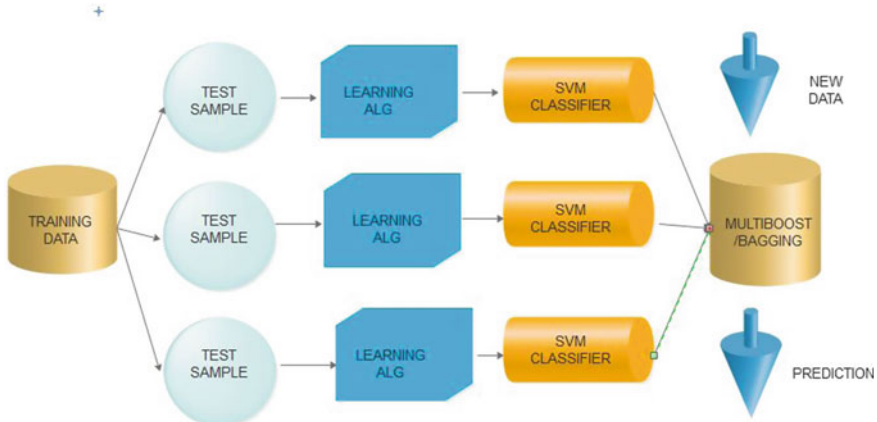 TEST
SAMPLE
LEARNING
ALG
SVM
CLASSIFIER
NEW
DATA
TRAINING
DATA
TEST
SAMPLE
LEARNING
ALG
SVM
CLASSIFIER
MULTIBOOST
/BAGGING
TEST
SAMPLE
LEARNING
ALG
SVM
CLASSIFIER
PREDICTION